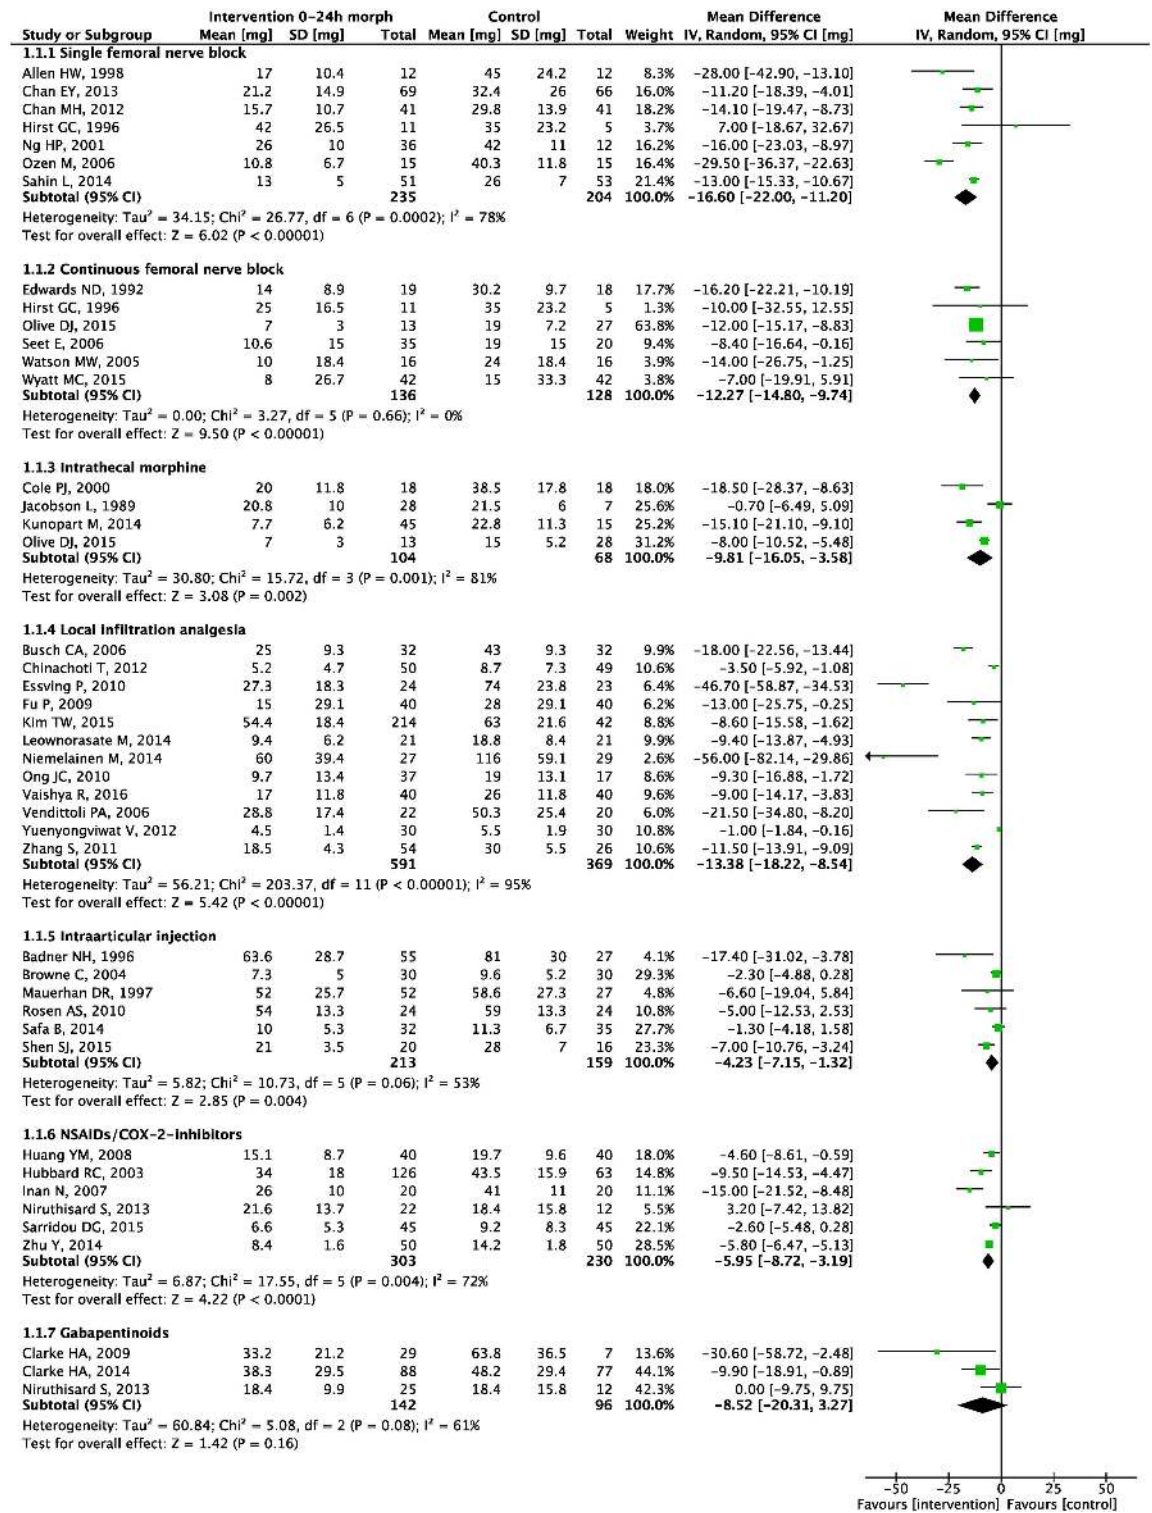 Intervention 0-24h morph Control Mean Difference Mean Difference
Study or Subgroup Mean [mg] SD [mg] Total Mean [mg] SD [mg] Total Weight IV, Random, 95% CI [mg] IV, Random, 95% CI [mg]
1.1.1 Single femoral nerve block
Allen HW, 1998 17 10.4 12 45 24.2 12 8.3% -28.00 [-42.90, -13.10]
Chan EY, 2013 21.2 14.9 69 32.4 26 66 16.0% -11.20 [-18.39, -4.01]
Chan MH, 2012 15.7 10.7 41 29.8 13.9 41 18.2% -14.10 [-19.47, -8.73]
Hirst GC, 1996 42 26.5 11 35 23.2 5 3.7% 7.00 [-18.67, 32.67]
Ng HP, 2001 26 10 36 42 11 12 16.2% -16.00 [-23.03, -8.97]
Ozen M, 2006 10.8 6.7 15 40.3 11.8 15 16.4% -29.50 [-36.37, -22.63]
Sahin L, 2014 13 5 51 26 7 53 21.4% -13.00 [-15.33, -10.67]
Subtotal (95% CI) 235 204 100.0% -16.60 [-22.00, -11.20]
Heterogeneity: Tau² = 34.15; Chi² = 26.77, df = 6 (P = 0.0002); I² = 78%
Test for overall effect: Z = 6.02 (P < 0.00001)
1.1.2 Continuous femoral nerve block
Edwards ND, 1992 14 8.9 19 30.2 9.7 18 17.7% -16.20 [-22.21, -10.19]
Hirst GC, 1996 25 16.5 11 35 23.2 5 1.3% -10.00 [-32.55, 12.55]
Olive DJ, 2015 7 3 13 19 7.2 27 63.8% -12.00 [-15.17, -8.83]
Seet E, 2006 10.6 15 35 19 15 20 9.4% -8.40 [-16.64, -0.16]
Watson MW, 2005 10 18.4 16 24 18.4 16 3.9% -14.00 [-26.75, -1.25]
Wyatt MC, 2015 8 26.7 42 15 33.3 42 3.8% -7.00 [-19.91, 5.91]
Subtotal (95% CI) 136 128 100.0% -12.27 [-14.80, -9.74]
Heterogeneity: Tau² = 0.00; Chi² = 3.27, df = 5 (P = 0.66); I² = 0%
Test for overall effect: Z = 9.50 (P < 0.00001)
1.1.3 Intrathecal morphine
Cole PJ, 2000 20 11.8 18 38.5 17.8 18 18.0% -18.50 [-28.37, -8.63]
Jacobson L, 1989 20.8 10 28 21.5 6 7 25.6% -0.70 [-6.49, 5.09]
Kunopart M, 2014 7.7 6.2 45 22.8 11.3 15 25.2% -15.10 [-21.10, -9.10]
Olive DJ, 2015 7 3 13 15 5.2 28 31.2% -8.00 [-10.52, -5.48]
Subtotal (95% CI) 104 68 100.0% -9.81 [-16.05, -3.58]
Heterogeneity: Tau² = 30.80; Chi² = 15.72, df = 3 (P = 0.001); I² = 81%
Test for overall effect: Z = 3.08 (P = 0.002)
1.1.4 Local infiltration analgesia
Busch CA, 2006 25 9.3 32 43 9.3 32 9.9% -18.00 [-22.56, -13.44]
Chinachoti T, 2012 5.2 4.7 50 8.7 7.3 49 10.6% -3.50 [-5.92, -1.08]
Essving P, 2010 27.3 18.3 24 74 23.8 23 6.4% -46.70 [-58.87, -34.53]
Fu P, 2009 15 29.1 40 28 29.1 40 6.2% -13.00 [-25.75, -0.25]
Kim TW, 2015 54.4 18.4 214 63 21.6 42 8.8% -8.60 [-15.58, -1.62]
Leownorasate M, 2014 9.4 6.2 21 18.8 8.4 21 9.9% -9.40 [-13.87, -4.93]
Niemelainen M, 2014 60 39.4 27 116 59.1 29 2.6% -56.00 [-82.14, -29.86]
Ong JC, 2010 9.7 13.4 37 19 13.1 17 8.6% -9.30 [-16.88, -1.72]
Vaishya R, 2016 17 11.8 40 26 11.8 40 9.6% -9.00 [-14.17, -3.83]
Vendittoli PA, 2006 28.8 17.4 22 50.3 25.4 20 6.0% -21.50 [-34.80, -8.20]
Yuenyongviwat V, 2012 4.5 1.4 30 5.5 1.9 30 10.8% -1.00 [-1.84, -0.16]
Zhang S, 2011 18.5 4.3 54 30 5.5 26 10.6% -11.50 [-13.91, -9.09]
Subtotal (95% CI) 591 369 100.0% -13.38 [-18.22, -8.54]
Heterogeneity: Tau² = 56.21; Chi² = 203.37, df = 11 (P < 0.00001); I² = 95%
Test for overall effect: Z = 5.42 (P < 0.00001)
1.1.5 Intraarticular injection
Badner NH, 1996 63.6 28.7 55 81 30 27 4.1% -17.40 [-31.02, -3.78]
Browne C, 2004 7.3 5 30 9.6 5.2 30 29.3% -2.30 [-4.88, 0.28]
Mauerhan DR, 1997 52 25.7 52 58.6 27.3 27 4.8% -6.60 [-19.04, 5.84]
Rosen AS, 2010 54 13.3 24 59 13.3 24 10.8% -5.00 [-12.53, 2.53]
Safa B, 2014 10 5.3 32 11.3 6.7 35 27.7% -1.30 [-4.18, 1.58]
Shen SJ, 2015 21 3.5 20 28 7 16 23.3% -7.00 [-10.76, -3.24]
Subtotal (95% CI) 213 159 100.0% -4.23 [-7.15, -1.32]
Heterogeneity: Tau² = 5.82; Chi² = 10.73, df = 5 (P = 0.06); I² = 53%
Test for overall effect: Z = 2.85 (P = 0.004)
1.1.6 NSAIDs/COX-2-inhibitors
Huang YM, 2008 15.1 8.7 40 19.7 9.6 40 18.0% -4.60 [-8.61, -0.59]
Hubbard RC, 2003 34 18 126 43.5 15.9 63 14.8% -9.50 [-14.53, -4.47]
Inan N, 2007 26 10 20 41 11 20 11.1% -15.00 [-21.52, -8.48]
Niruthisard S, 2013 21.6 13.7 22 18.4 15.8 12 5.5% 3.20 [-7.42, 13.82]
Sarridou DG, 2015 6.6 5.3 45 9.2 8.3 45 22.1% -2.60 [-5.48, 0.28]
Zhu Y, 2014 8.4 1.6 50 14.2 1.8 50 28.5% -5.80 [-6.47, -5.13]
Subtotal (95% CI) 303 230 100.0% -5.95 [-8.72, -3.19]
Heterogeneity: Tau² = 6.87; Chi² = 17.55, df = 5 (P = 0.004); I² = 72%
Test for overall effect: Z = 4.22 (P < 0.0001)
1.1.7 Gabapentinoids
Clarke HA, 2009 33.2 21.2 29 63.8 36.5 7 13.6% -30.60 [-58.72, -2.48]
Clarke HA, 2014 38.3 29.5 88 48.2 29.4 77 44.1% -9.90 [-18.91, -0.89]
Niruthisard S, 2013 18.4 9.9 25 18.4 15.8 12 42.3% 0.00 [-9.75, 9.75]
Subtotal (95% CI) 142 96 100.0% -8.52 [-20.31, 3.27]
Heterogeneity: Tau² = 60.84; Chi² = 5.08, df = 2 (P = 0.08); I² = 61%
Test for overall effect: Z = 1.42 (P = 0.16)
-50 -25 0 25 50
Favours [intervention] Favours [control]